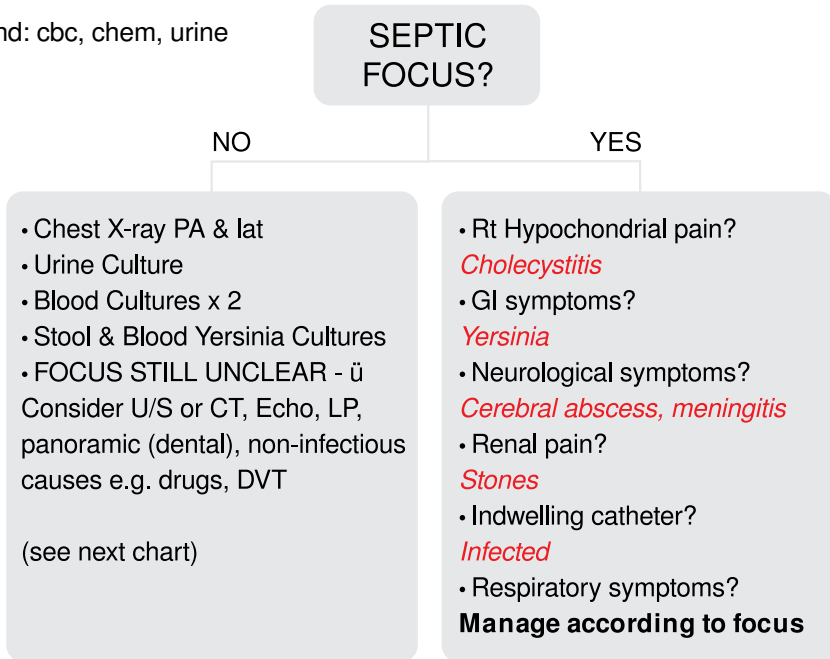 nd: cbc, chem, urine
SEPTIC
FOCUS?
NO
YES
• Chest X-ray PA & lat
• Urine Culture
• Blood Cultures x 2
• Stool & Blood Yersinia Cultures
• FOCUS STILL UNCLEAR - ü
Consider U/S or CT, Echo, LP,
panoramic (dental), non-infectious
causes e.g. drugs, DVT
(see next chart)
• Rt Hypochondrial pain?
Cholecystitis
• GI symptoms?
Yersinia
• Neurological symptoms?
Cerebral abscess, meningitis
• Renal pain?
Stones
• Indwelling catheter?
Infected
• Respiratory symptoms?
Manage according to focus